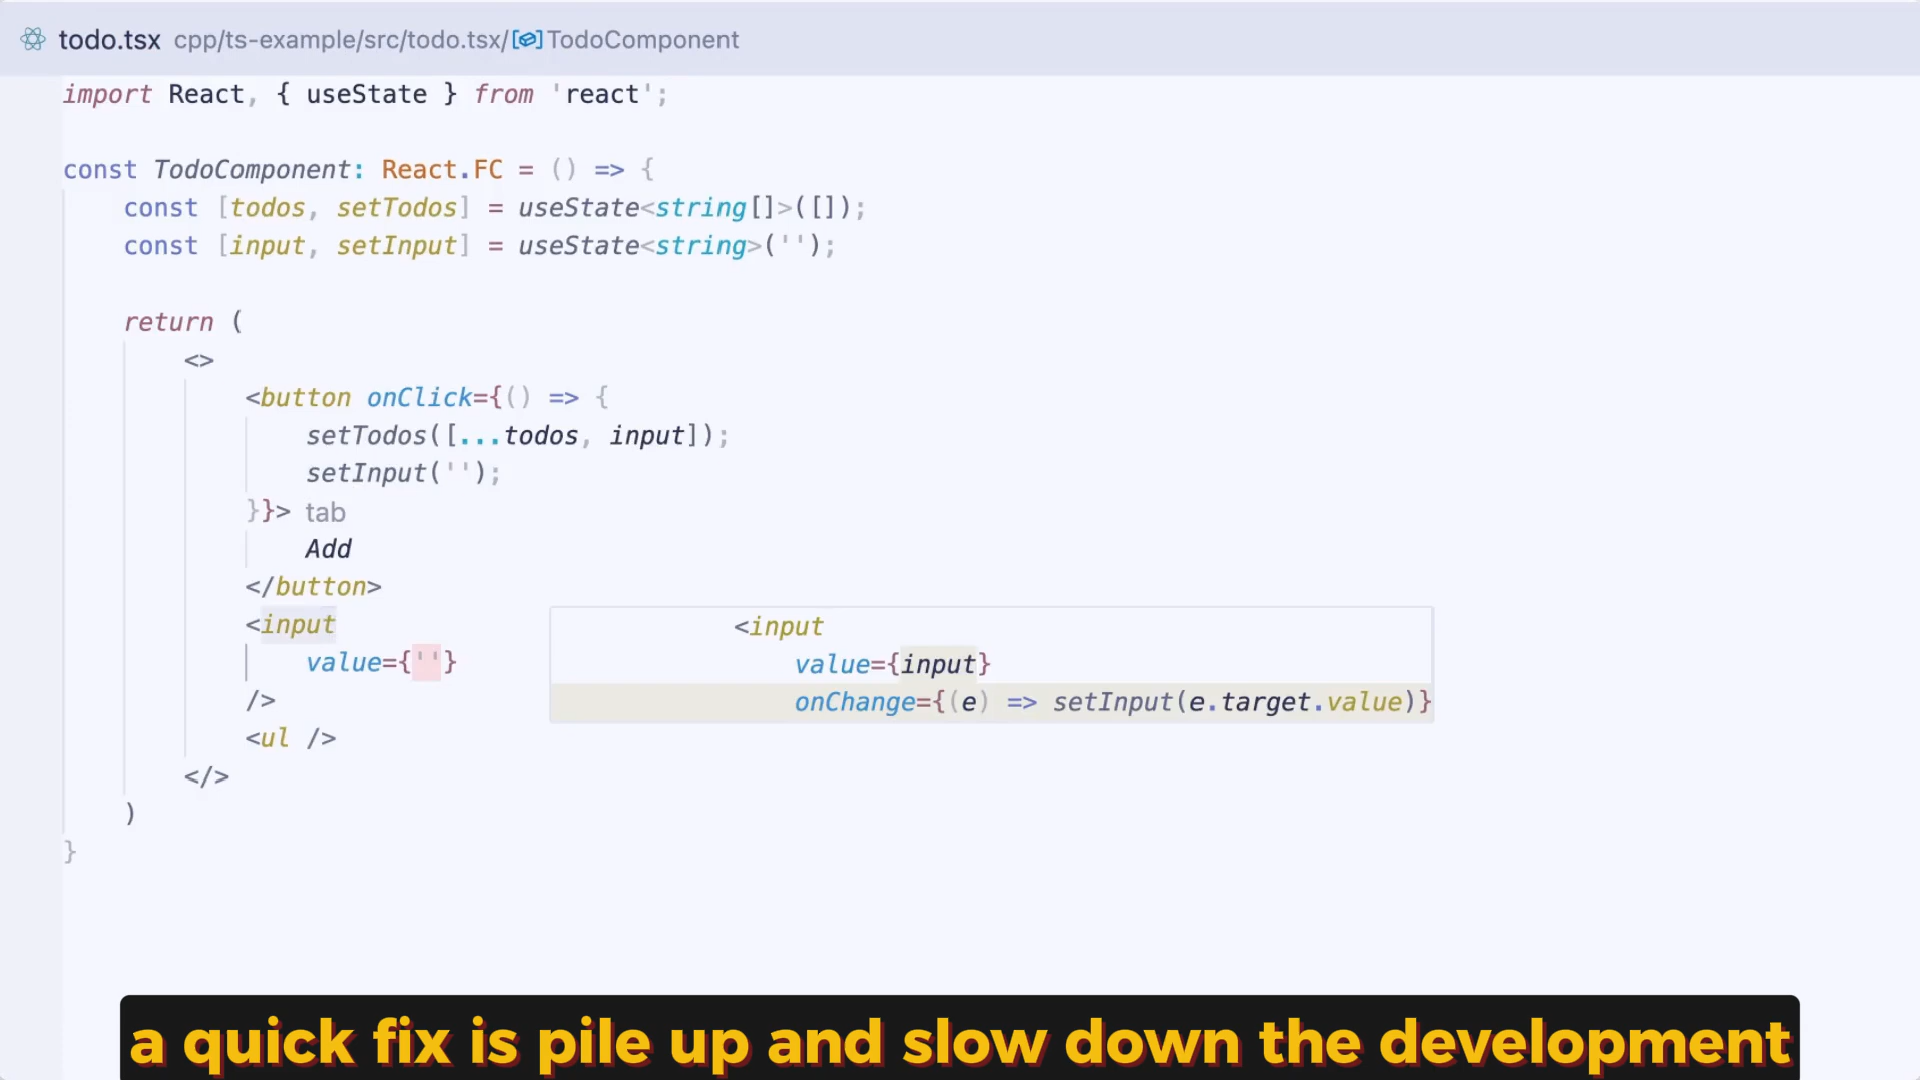 todo.tsx cpp/ts-example/src/todo.tsx/TodoComponent
import React, { useState } from 'react';
const TodoComponent: React.FC = () => {
const [todos, setTodos] = useState<string[]>([]);
const [input, setInput] = useState<string>('');
return (
<>
<button onClick={() => {
setTodos([...todos, input]);
setInput('');
}}> tab
Add
</button>
<input
value={''}
/>
<ul />
</>
)
}
<input
value={input}
onChange={(e) => setInput(e.target.value)}
a quick fix is pile up and slow down the development